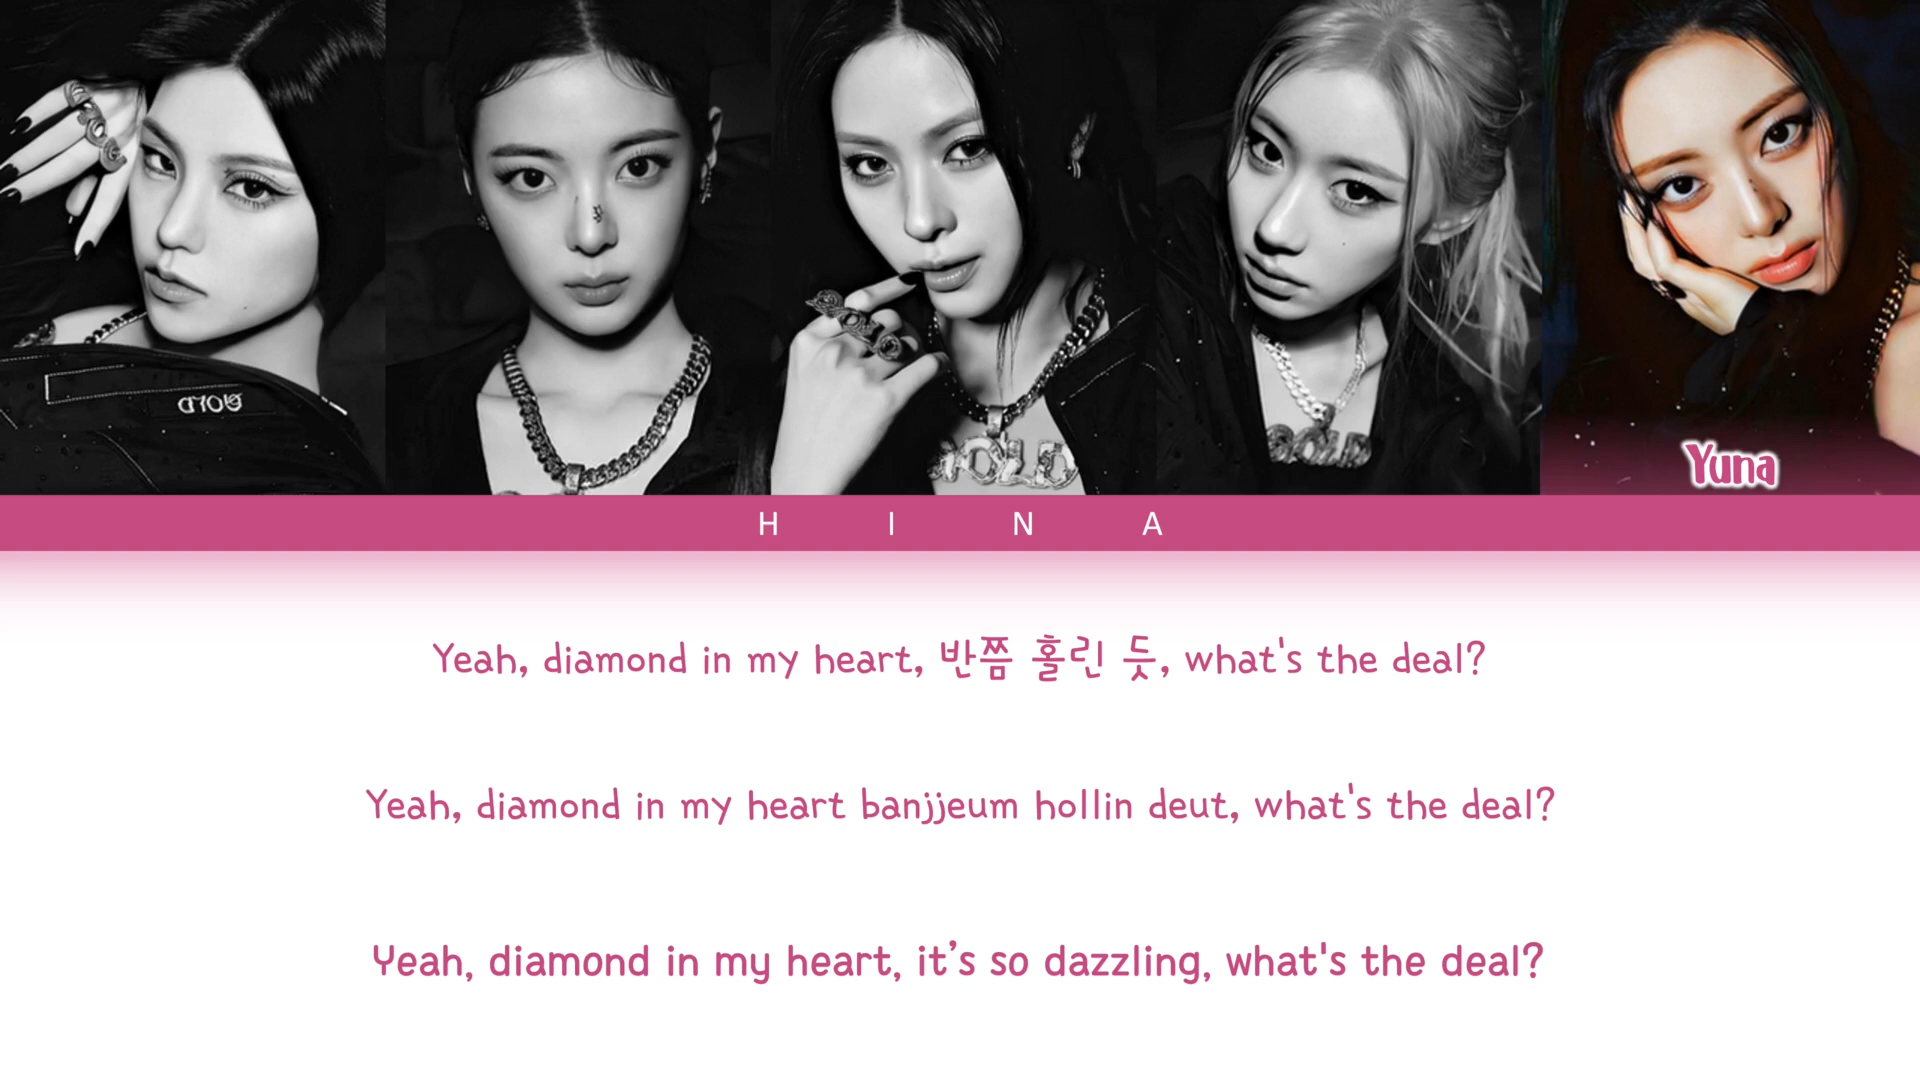 Yuna
H I N A
Yeah, diamond in my heart, 반쯤 홀린 듯, what's the deal?
Yeah, diamond in my heart banjjeum hollin deut, what's the deal?
Yeah, diamond in my heart, it’s so dazzling, what's the deal?